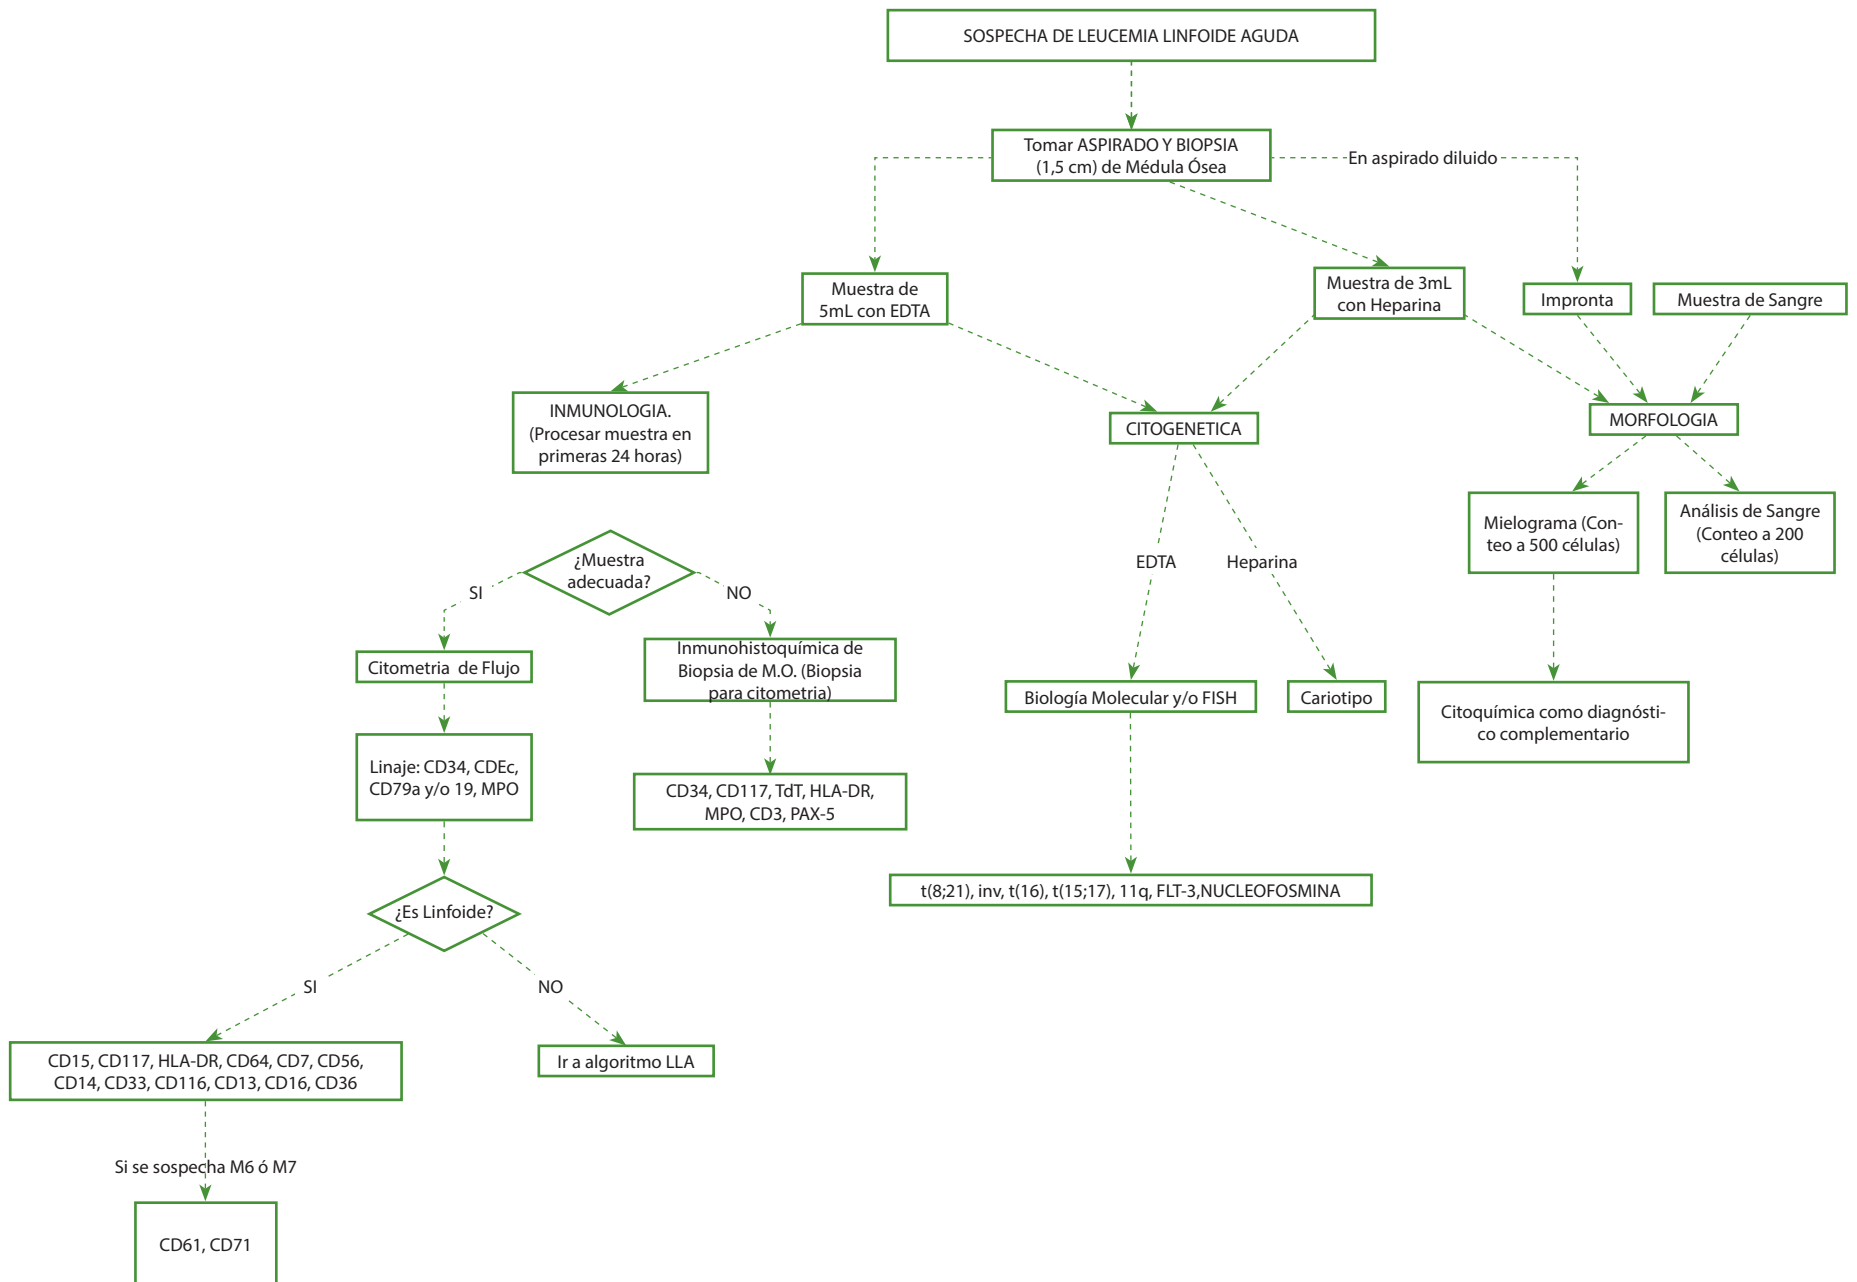 SOSPECHA DE LEUCEMIA LINFOIDE AGUDA
Tomar ASPIRADO Y BIOPSIA
(1,5 cm) de Médula Ósea
En aspirado diluido
Muestra de
5mL con EDTA
Muestra de 3mL
con Heparina
Impronta
Muestra de Sangre
INMUNOLOGIA.
(Procesar muestra en
primeras 24 horas)
CITOGENETICA
MORFOLOGIA
Mielograma (Con-
teo a 500 células)
Análisis de Sangre
(Conteo a 200
células)
¿Muestra
adecuada?
SI
NO
EDTA
Heparina
Citometria de Flujo
Inmunohistoquímica de
Biopsia de M.O. (Biopsia
para citometria)
Biología Molecular y/o FISH
Cariotipo
Citoquímica como diagnósti-
co complementario
Linaje: CD34, CDEc,
CD79a y/o 19, MPO
CD34, CD117, TdT, HLA-DR,
MPO, CD3, PAX-5
t(8;21), inv, t(16), t(15;17), 11q, FLT-3,NUCLEOFOSMINA
¿Es Linfoide?
SI
NO
CD15, CD117, HLA-DR, CD64, CD7, CD56,
CD14, CD33, CD116, CD13, CD16, CD36
Ir a algoritmo LLA
Si se sospecha M6 ó M7
CD61, CD71